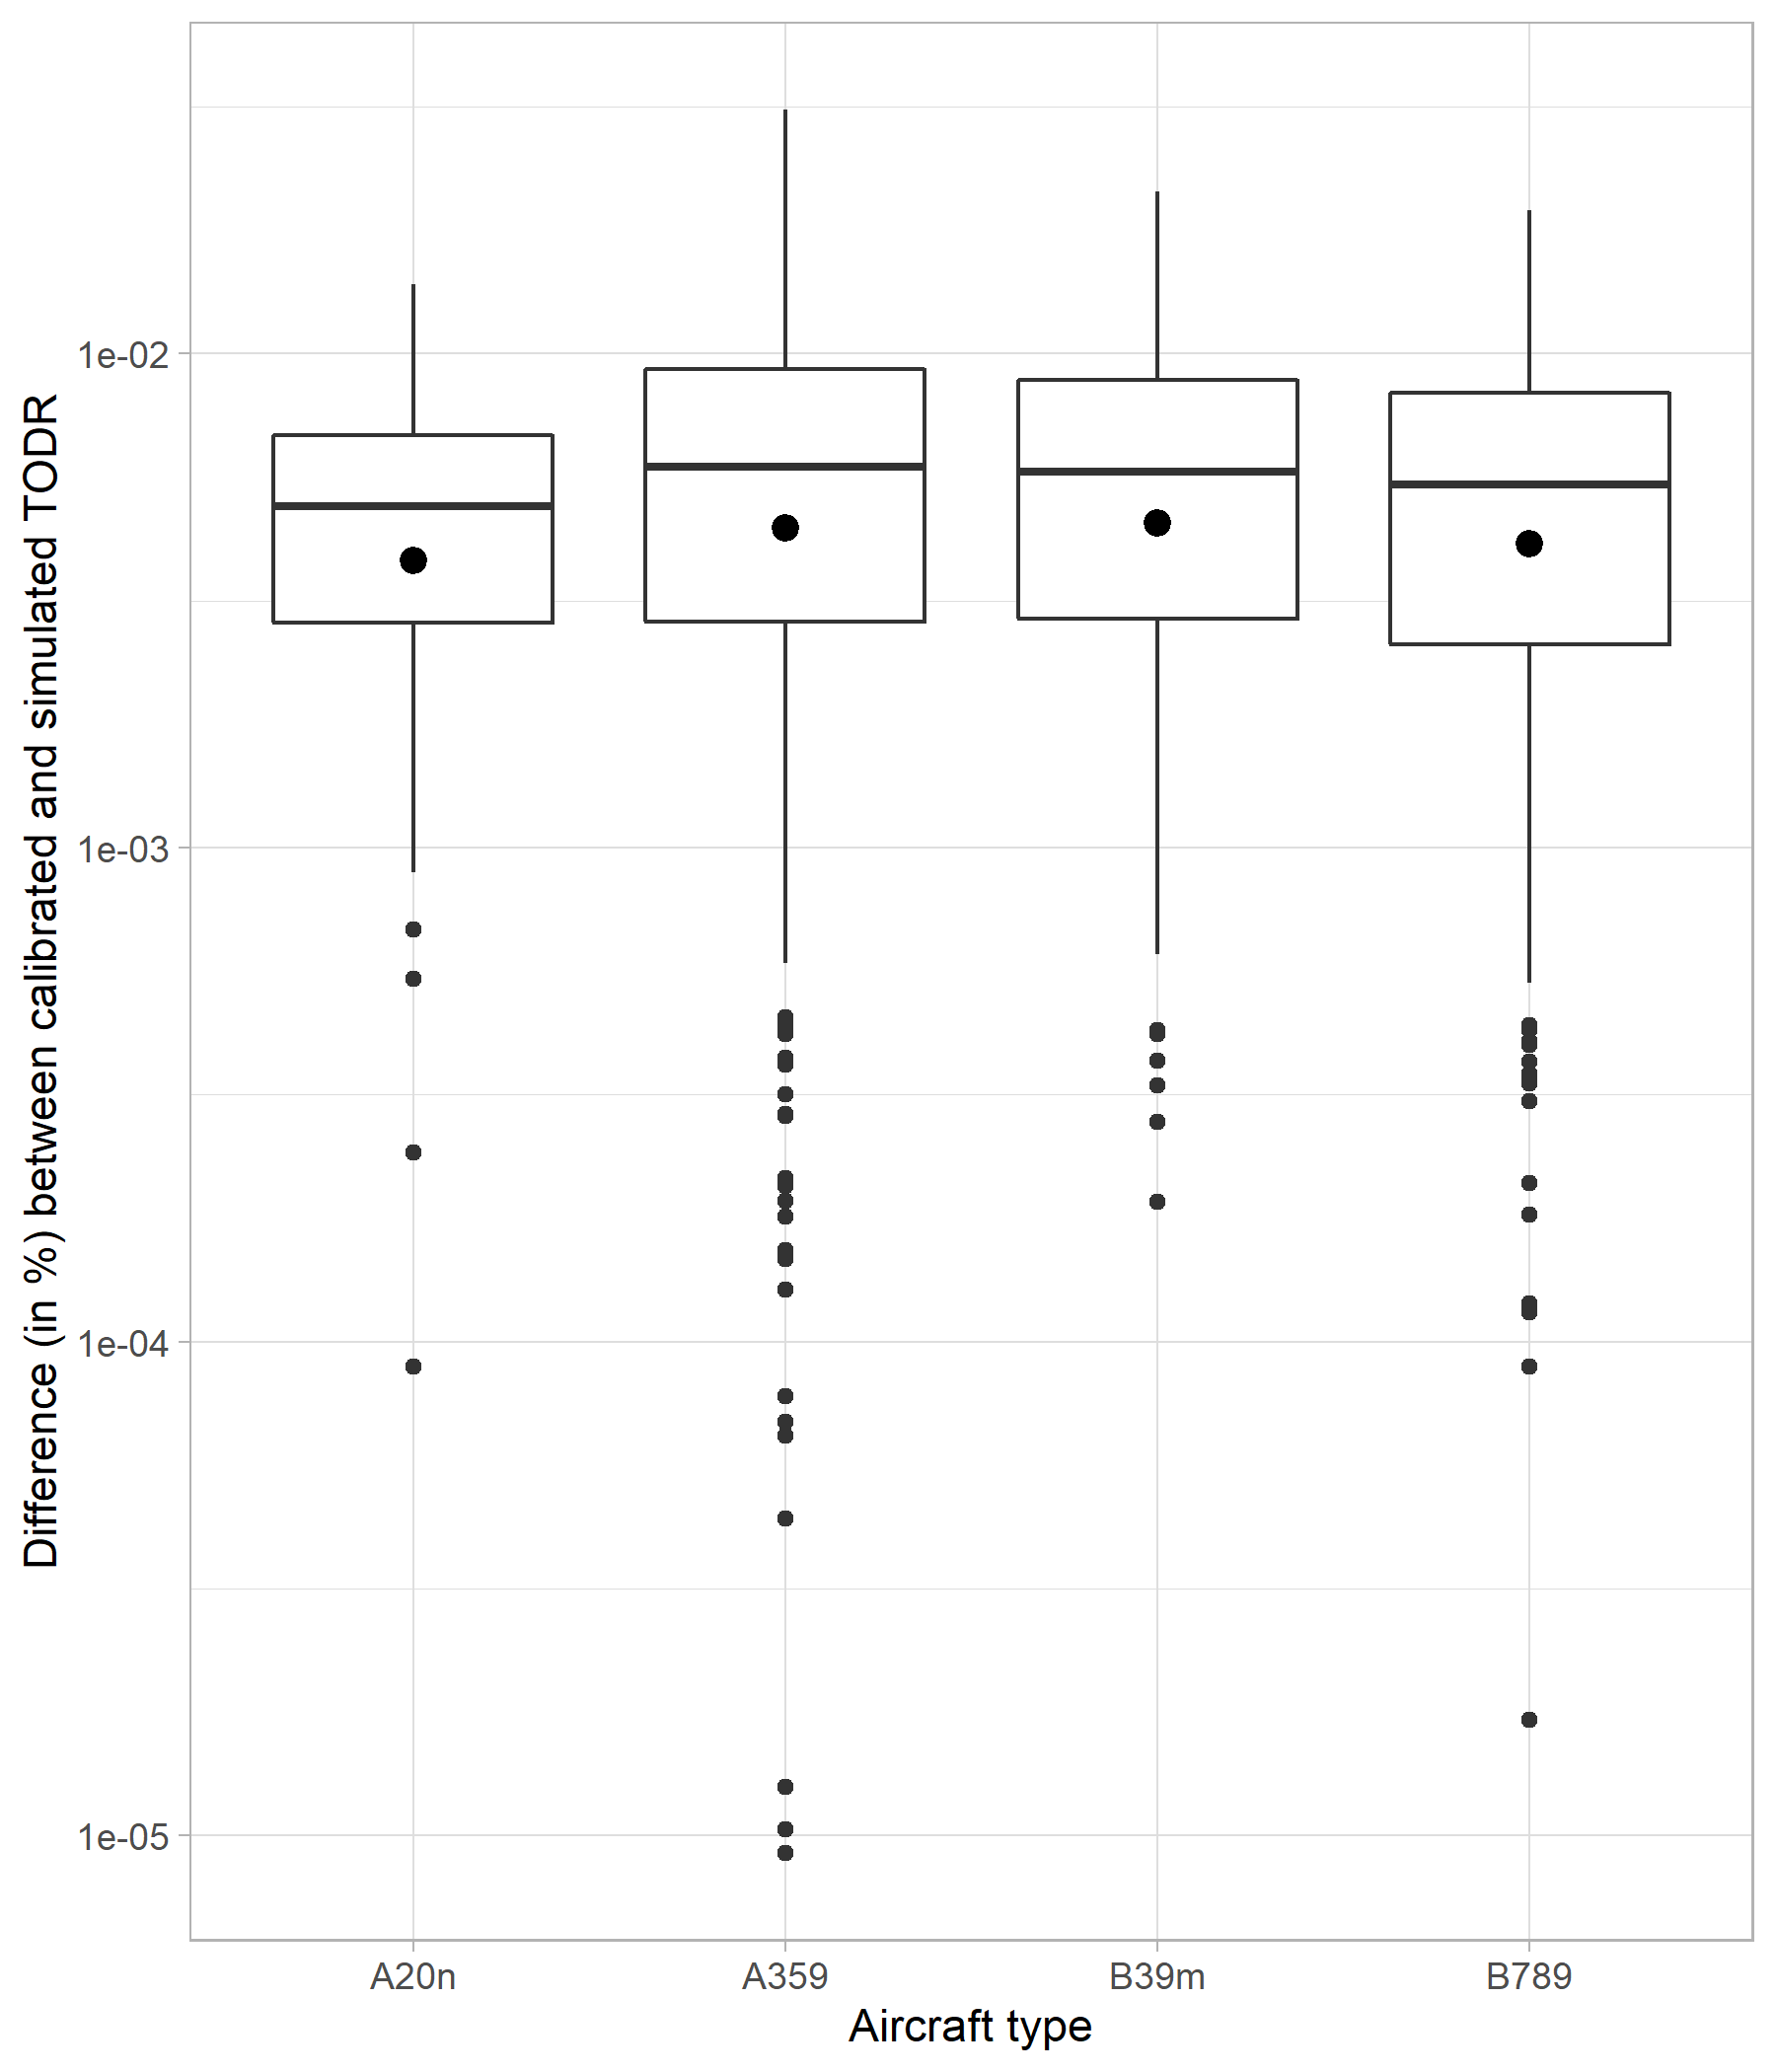 Difference (in %) between calibrated and simulated TODR
1e-02
1e-03
1e-04
1e-05
A20n
A359
B39m
B789
Aircraft type